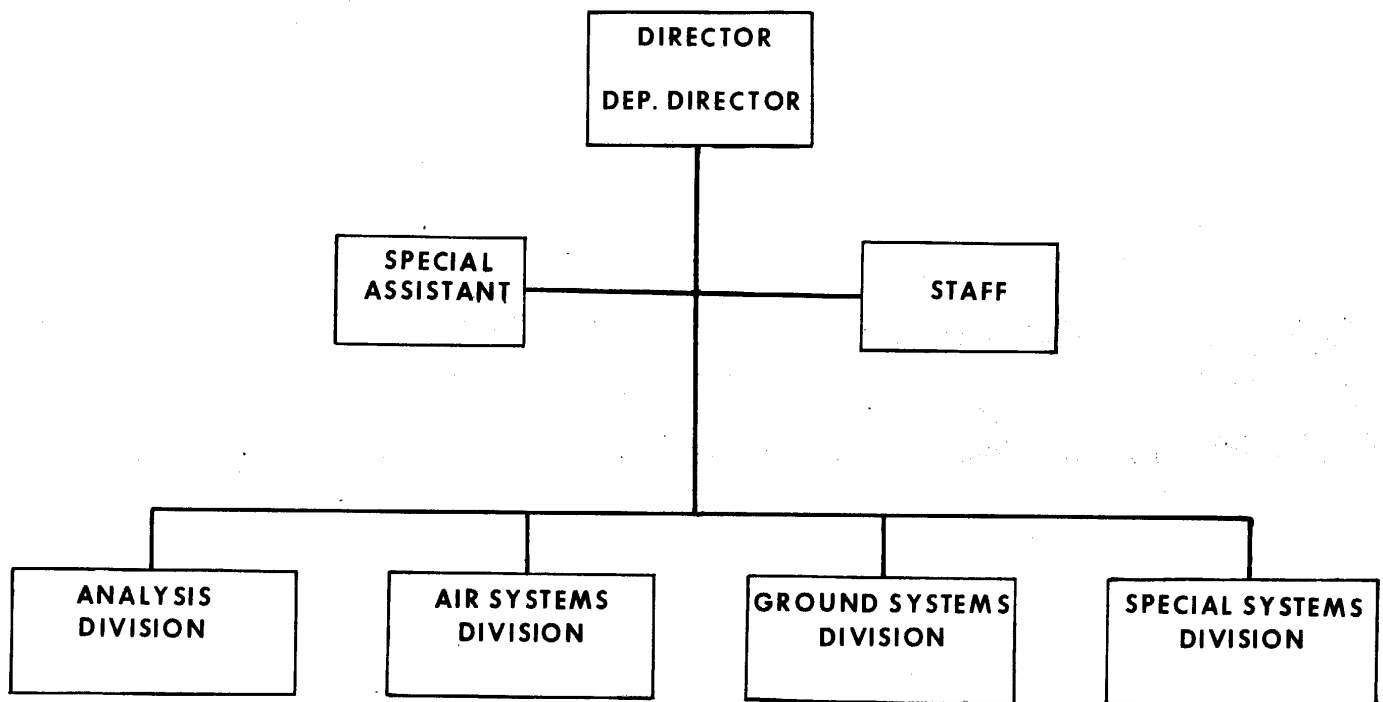 DIRECTOR
DEP. DIRECTOR
SPECIAL
ASSISTANT
STAFF
ANALYSIS
DIVISION
AIR SYSTEMS
DIVISION
GROUND SYSTEMS
DIVISION
SPECIAL SYSTEMS
DIVISION